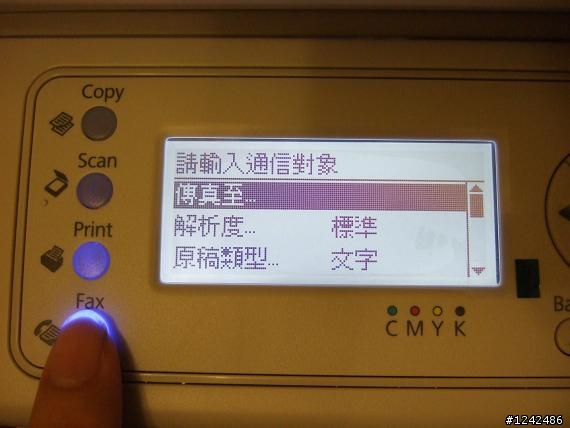 Copy
Scan
Print
Fax
請輸入通信對象
傳真至...
解析度... 標準
原稿類型... 文字
C M Y K
Ba
#1242486